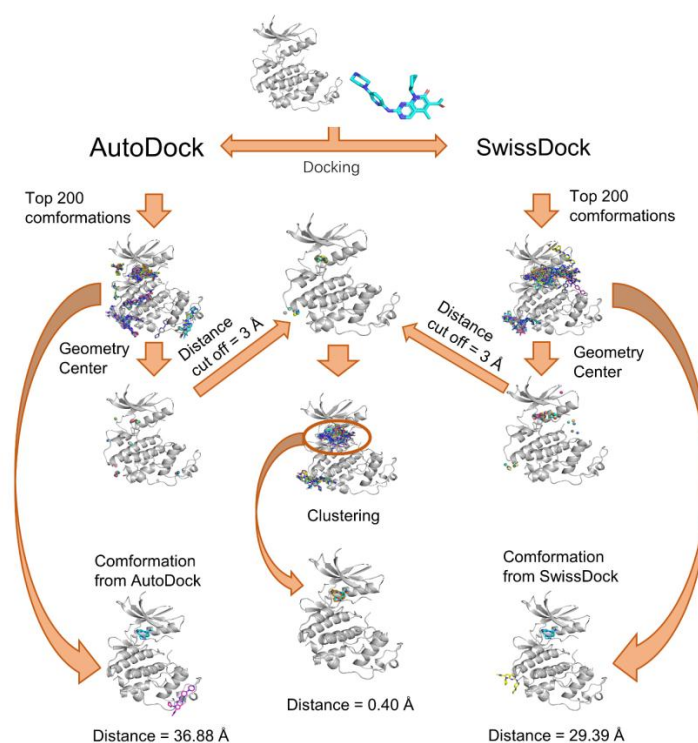 AutoDock
Docking
SwissDock
Top 200
comformations
Top 200
comformations
Geometry
Center
Distance
cut off = 3 Å
Distance
cut off = 3 Å
Geometry
Center
Clustering
Comformation
from AutoDock
Comformation
from SwissDock
Distance = 36.88 Å
Distance = 0.40 Å
Distance = 29.39 Å